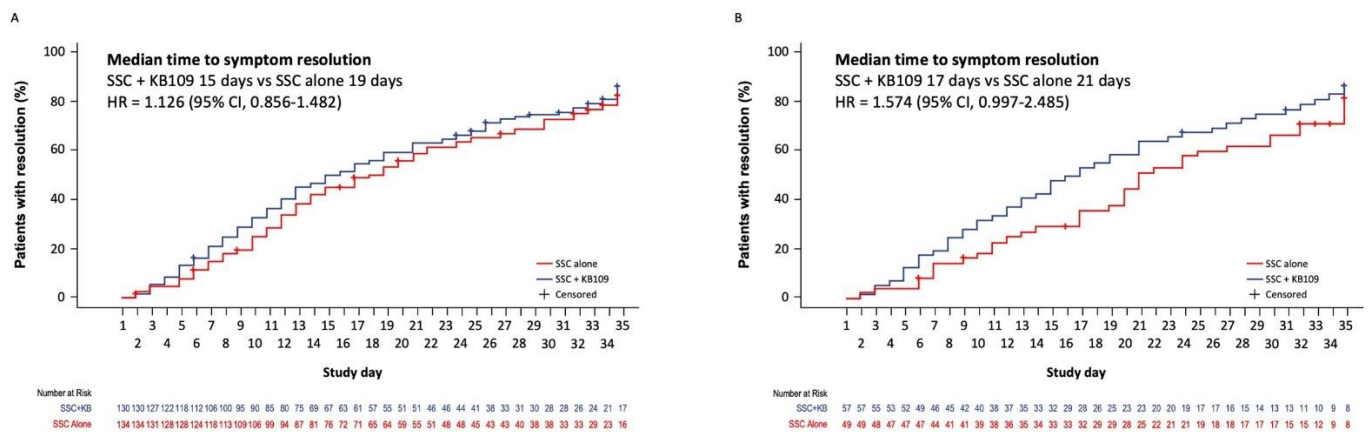 A
Median time to symptom resolution
SSC + KB109 15 days vs SSC alone 19 days
HR = 1.126 (95% CI, 0.856-1.482)
Patients with resolution (%)
100
80
60
40
20
0
SSC alone
SSC + KB109
Censored
1 3 5 7 9 11 13 15 17 19 21 23 25 27 29 31 33 35
2 4 6 8 10 12 14 16 18 20 22 24 26 28 30 32 34
Study day
Number at Risk
SSC+KB 130 130 127 122 118 112 106 100 95 90 85 80 75 69 67 63 61 57 55 51 51 46 46 44 41 38 33 31 30 28 28 26 24 21 17
SSC Alone 134 134 131 128 128 124 118 113 109 106 99 94 87 81 76 72 71 65 64 59 55 51 48 48 45 43 43 40 38 38 33 33 29 23 16
B
Median time to symptom resolution
SSC + KB109 17 days vs SSC alone 21 days
HR = 1.574 (95% CI, 0.997-2.485)
Patients with resolution (%)
100
80
60
40
20
0
SSC alone
SSC + KB109
Censored
1 3 5 7 9 11 13 15 17 19 21 23 25 27 29 31 33 35
2 4 6 8 10 12 14 16 18 20 22 24 26 28 30 32 34
Study day
Number at Risk
SSC+KB 57 57 55 53 52 49 46 45 42 40 38 37 35 34 33 32 29 28 26 25 23 23 20 20 19 17 17 16 15 14 13 13 11 9 8
SSC Alone 49 49 48 47 47 47 44 41 41 39 38 36 35 34 33 33 32 29 29 28 25 22 21 21 19 18 18 17 17 17 15 15 12 10 9 8